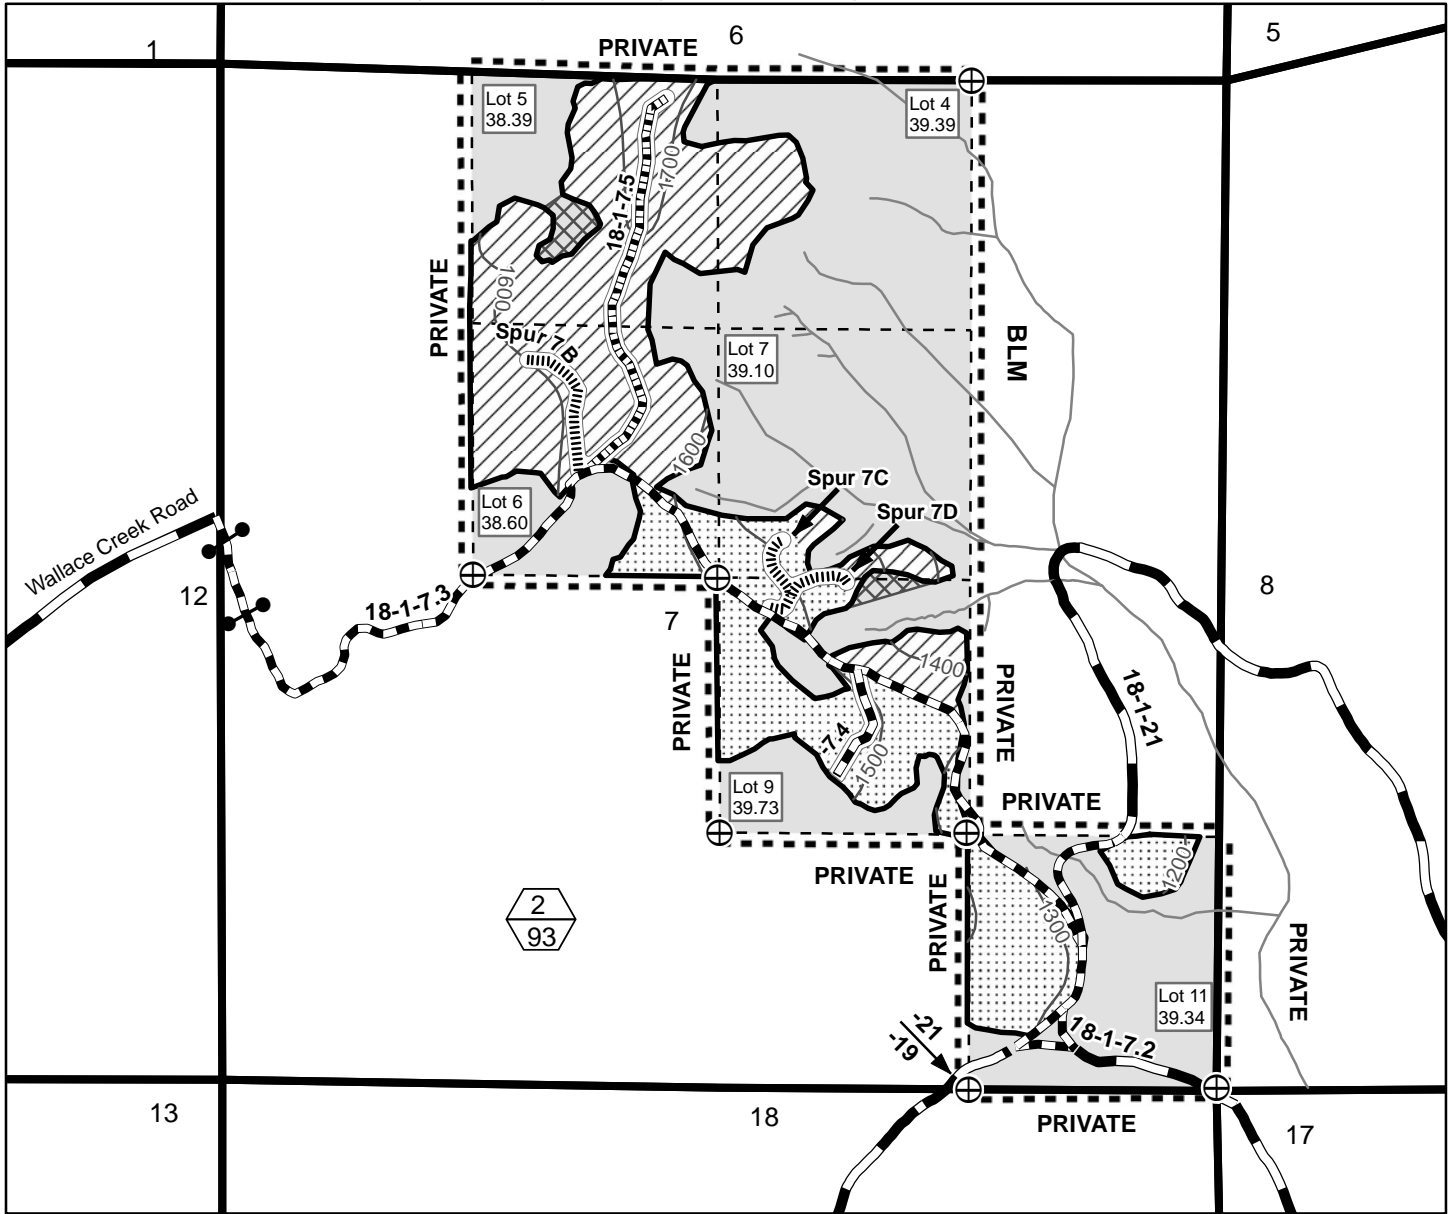 1
6
5
PRIVATE
Lot 5
38.39
Lot 4
39.39
1700
18-1-7.5
1600
PRIVATE
BLM
Spur 7B
Lot 7
39.10
1600
Spur 7C
Spur 7D
Lot 6
38.60
Wallace Creek Road
12
18-1-7.3
7
8
PRIVATE
1400
PRIVATE
18-1-21
-7.4
1500
Lot 9
39.73
PRIVATE
PRIVATE
1200
2
93
PRIVATE
1300
PRIVATE
Lot 11
39.34
-21
-19
18-1-7.2
13
18
PRIVATE
17